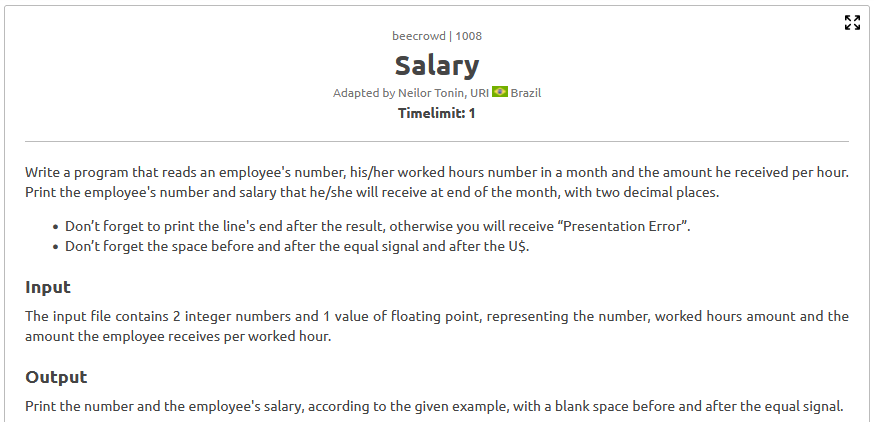 beecrowd | 1008
Salary
Adapted by Neilor Tonin, URI Brazil
Timelimit: 1
Write a program that reads an employee's number, his/her worked hours number in a month and the amount he received per hour.
Print the employee's number and salary that he/she will receive at end of the month, with two decimal places.
• Don’t forget to print the line's end after the result, otherwise you will receive “Presentation Error”.
• Don’t forget the space before and after the equal signal and after the U$.
Input
The input file contains 2 integer numbers and 1 value of floating point, representing the number, worked hours amount and the
amount the employee receives per worked hour.
Output
Print the number and the employee's salary, according to the given example, with a blank space before and after the equal signal.